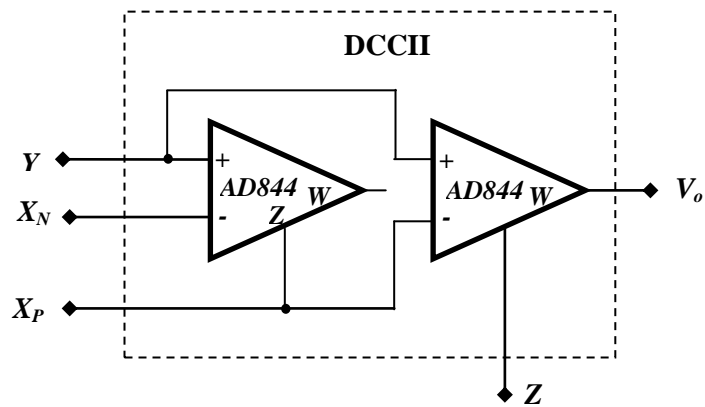 DCCII
Y
+
AD844
W
Z
-
X_N
X_P
+
AD844
W
-
V_o
Z